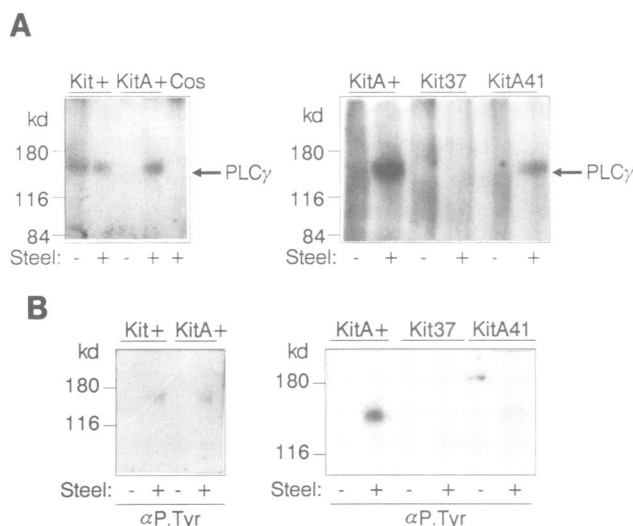 A
Kit+ KitA+ Cos
kd
180
116
84
PLCγ
Steel: - + + +
KitA+ Kit37 KitA41
kd
180
116
84
PLCγ
Steel: - + - + - +
B
Kit+ KitA+
kd
180
116
Steel: - + - +
αP.Tyr
KitA+ Kit37 KitA41
kd
180
116
Steel: - + - + - +
αP.Tyr